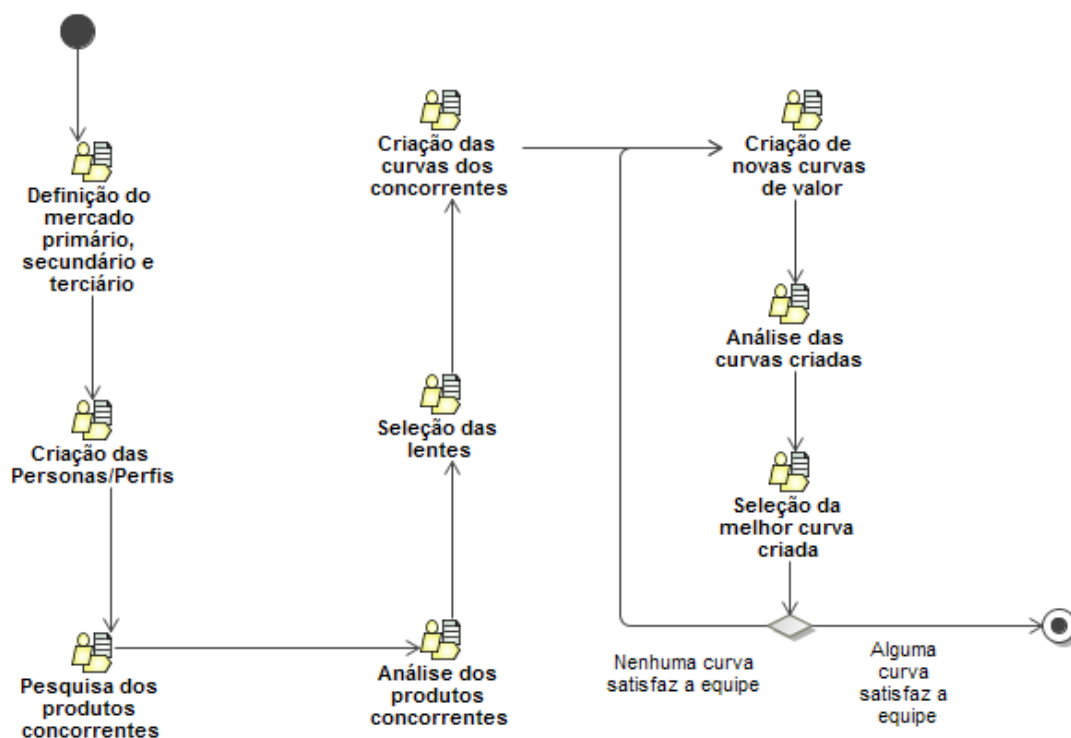 Definição do
mercado
primário,
secundário e
terciário
Criação das
Personas/Perfis
Pesquisa dos
produtos
concorrentes
Análise dos
produtos
concorrentes
Seleção das
lentes
Criação das
curvas dos
concorrentes
Criação de
novas curvas
de valor
Análise das
curvas criadas
Seleção da
melhor curva
criada
Nenhuma curva
satisfaz a equipe
Alguma
curva
satisfaz a
equipe